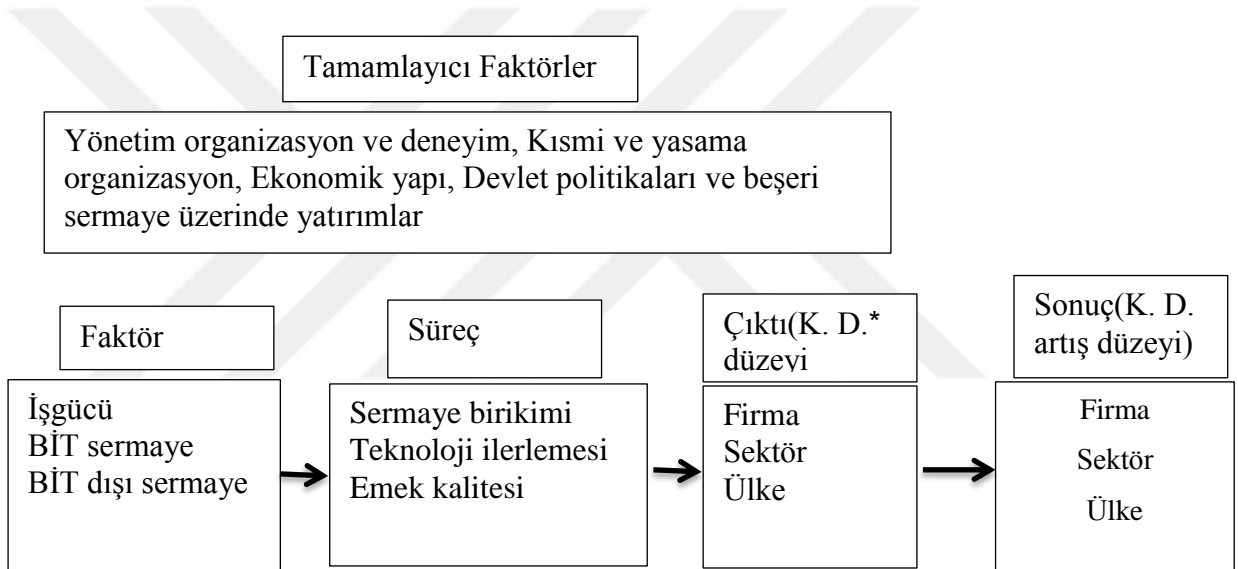 Tamamlayıcı Faktörler
Yönetim organizasyon ve deneyim, Kısmi ve yasama
organizasyon, Ekonomik yapı, Devlet politikaları ve beşeri
sermaye üzerinde yatırımlar
Faktör
İşgücü
BİT sermaye
BİT dışı sermaye
Süreç
Sermaye birikimi
Teknoloji ilerlemesi
Emek kalitesi
Çıktı(K. D.*
düzeyi
Firma
Sektör
Ülke
Sonuç(K. D.
artış düzeyi)
Firma
Sektör
Ülke